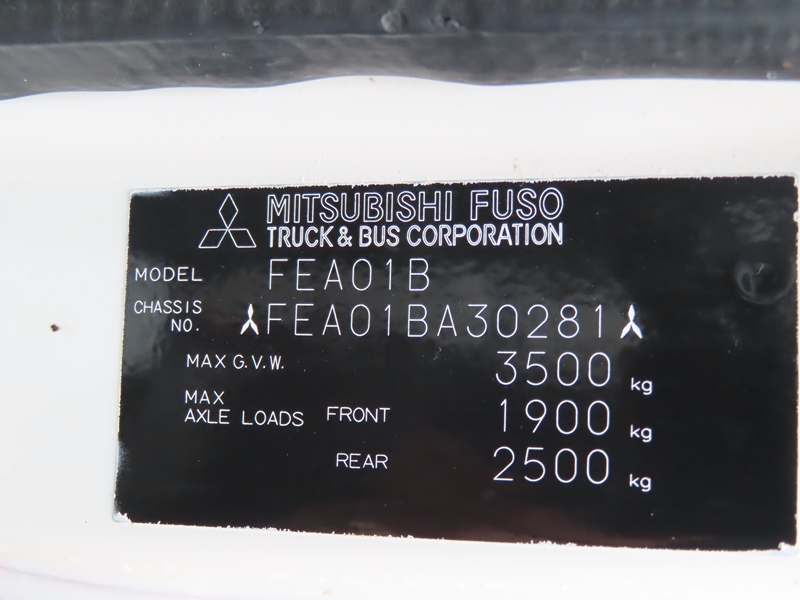 MITSUBISHI FUSO
TRUCK & BUS CORPORATION
MODEL FEA01B
CHASSIS NO. FEA01BA30281
MAX G.V.W. 3500 kg
MAX AXLE LOADS FRONT 1900 kg
REAR 2500 kg